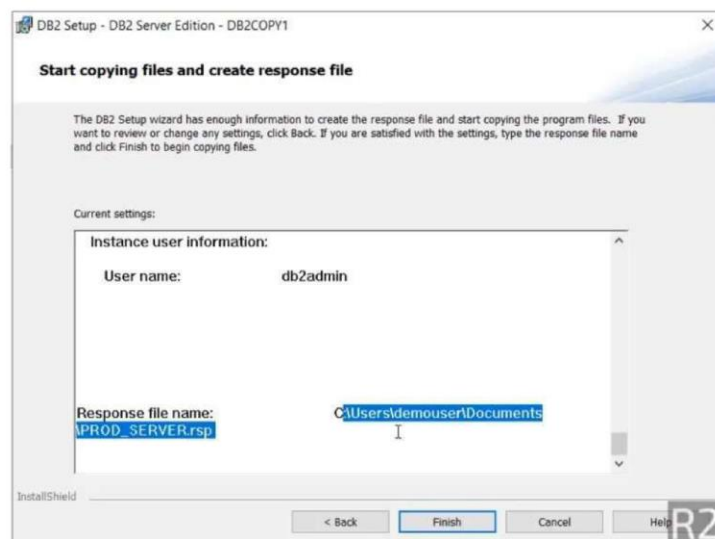 DB2 Setup - DB2 Server Edition - DB2COPY1
Start copying files and create response file
The DB2 Setup wizard has enough information to create the response file and start copying the program files. If you
want to review or change any settings, click Back. If you are satisfied with the settings, type the response file name
and click Finish to begin copying files.
Current settings:
Instance user information:
User name: db2admin
Response file name: C:\Users\demouser\Documents
\PROD_SERVER.rsp
InstallShield
< Back Finish Cancel Help
R2